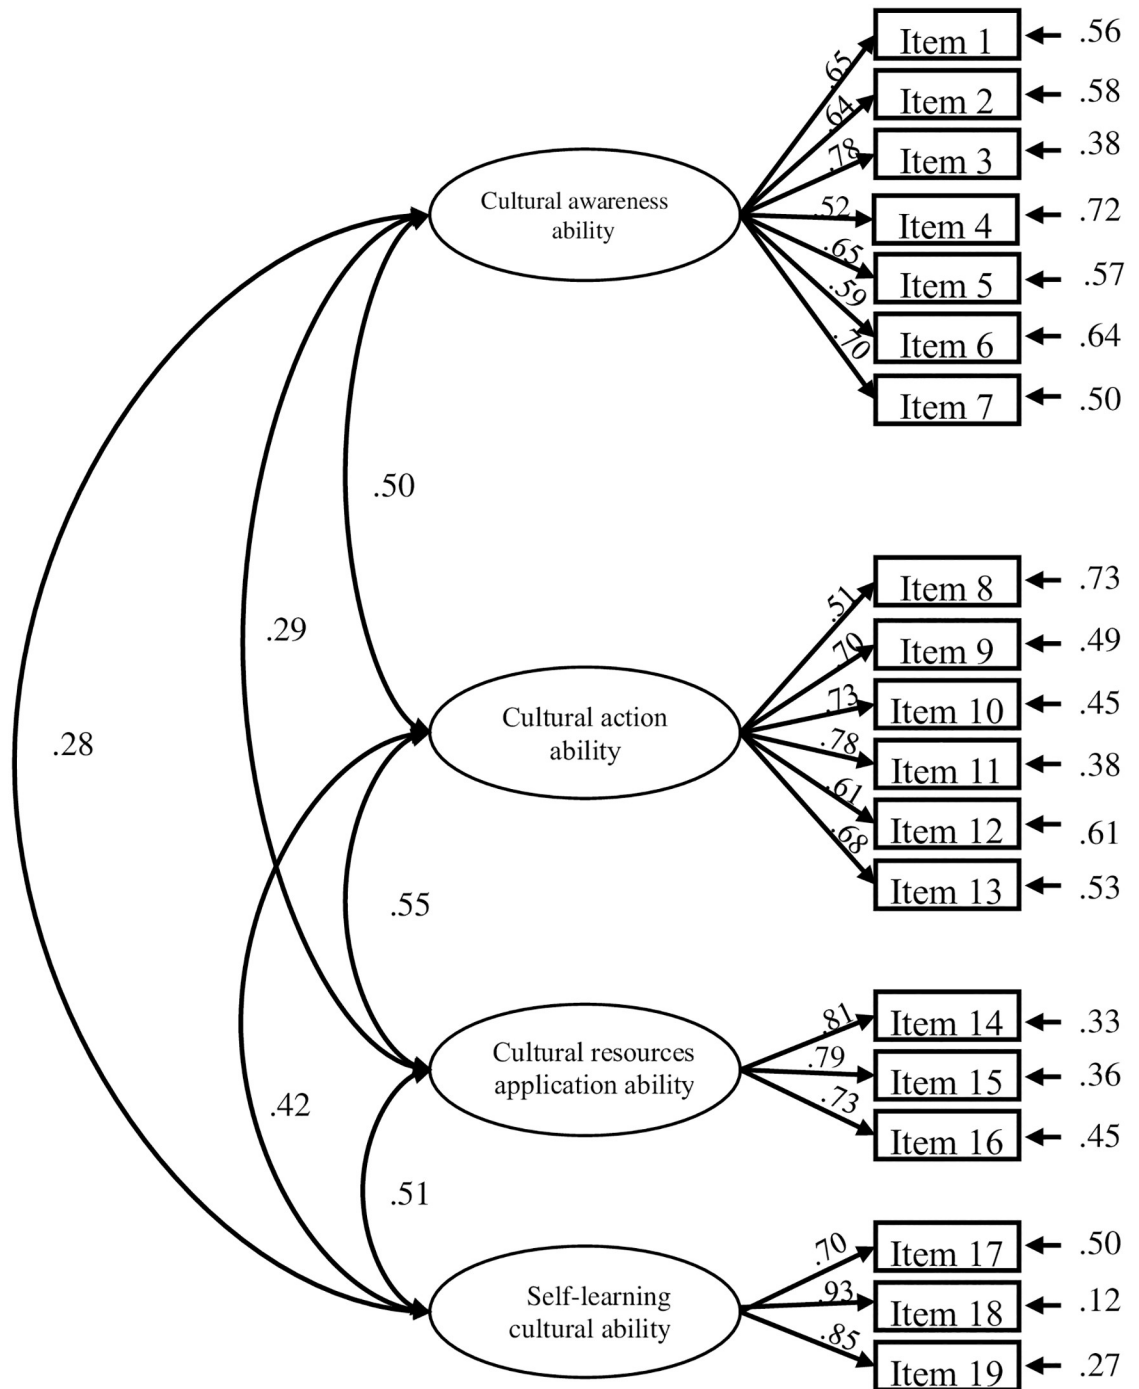 .65
Item 1
.56
.64
Item 2
.58
.78
Item 3
.38
Cultural awareness
ability
.52
Item 4
.72
.65
Item 5
.57
.59
Item 6
.64
.70
Item 7
.50
.50
.29
.28
.51
Item 8
.73
.70
Item 9
.49
Cultural action
ability
.73
Item 10
.45
.78
Item 11
.38
.61
Item 12
.61
.68
Item 13
.53
.55
.42
.81
Item 14
.33
Cultural resources
application ability
.79
Item 15
.36
.73
Item 16
.45
.51
.70
Item 17
.50
Self-learning
cultural ability
.93
Item 18
.12
.85
Item 19
.27